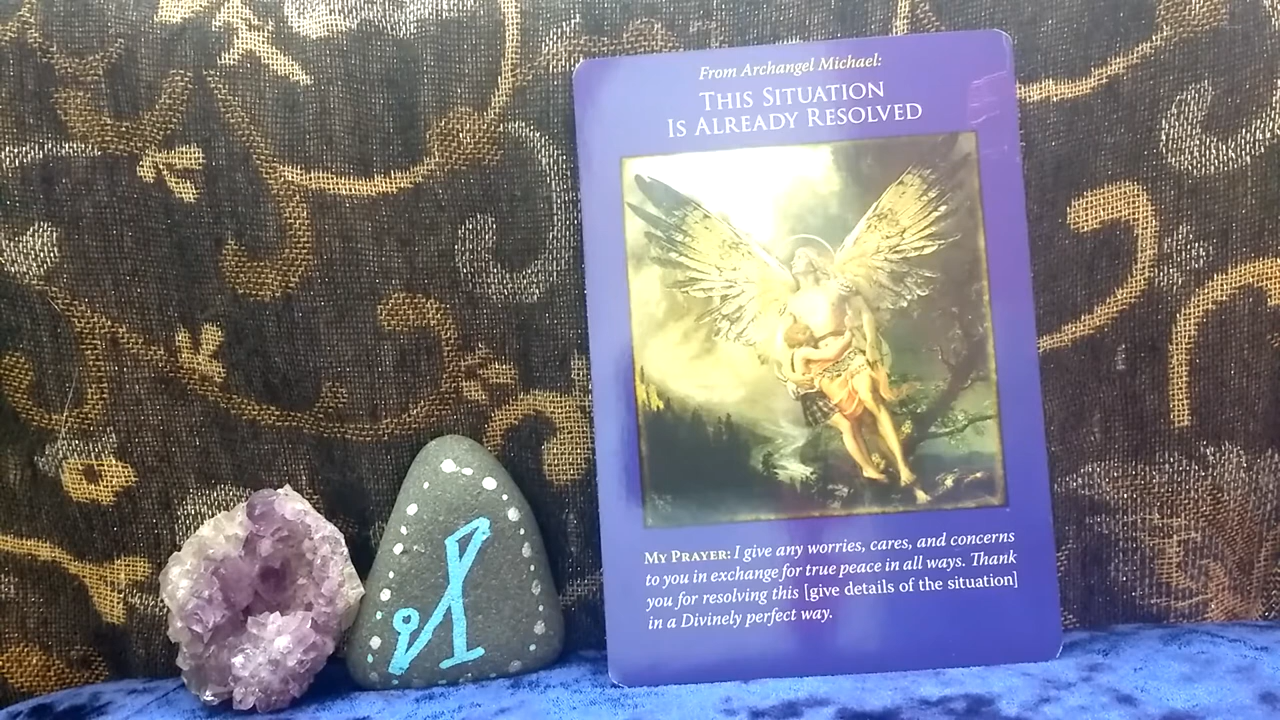 From Archangel Michael:
This Situation
Is Already Resolved
My Prayer: I give any worries, cares, and concerns
to you in exchange for true peace in all ways. Thank
you for resolving this [give details of the situation]
in a Divinely perfect way.